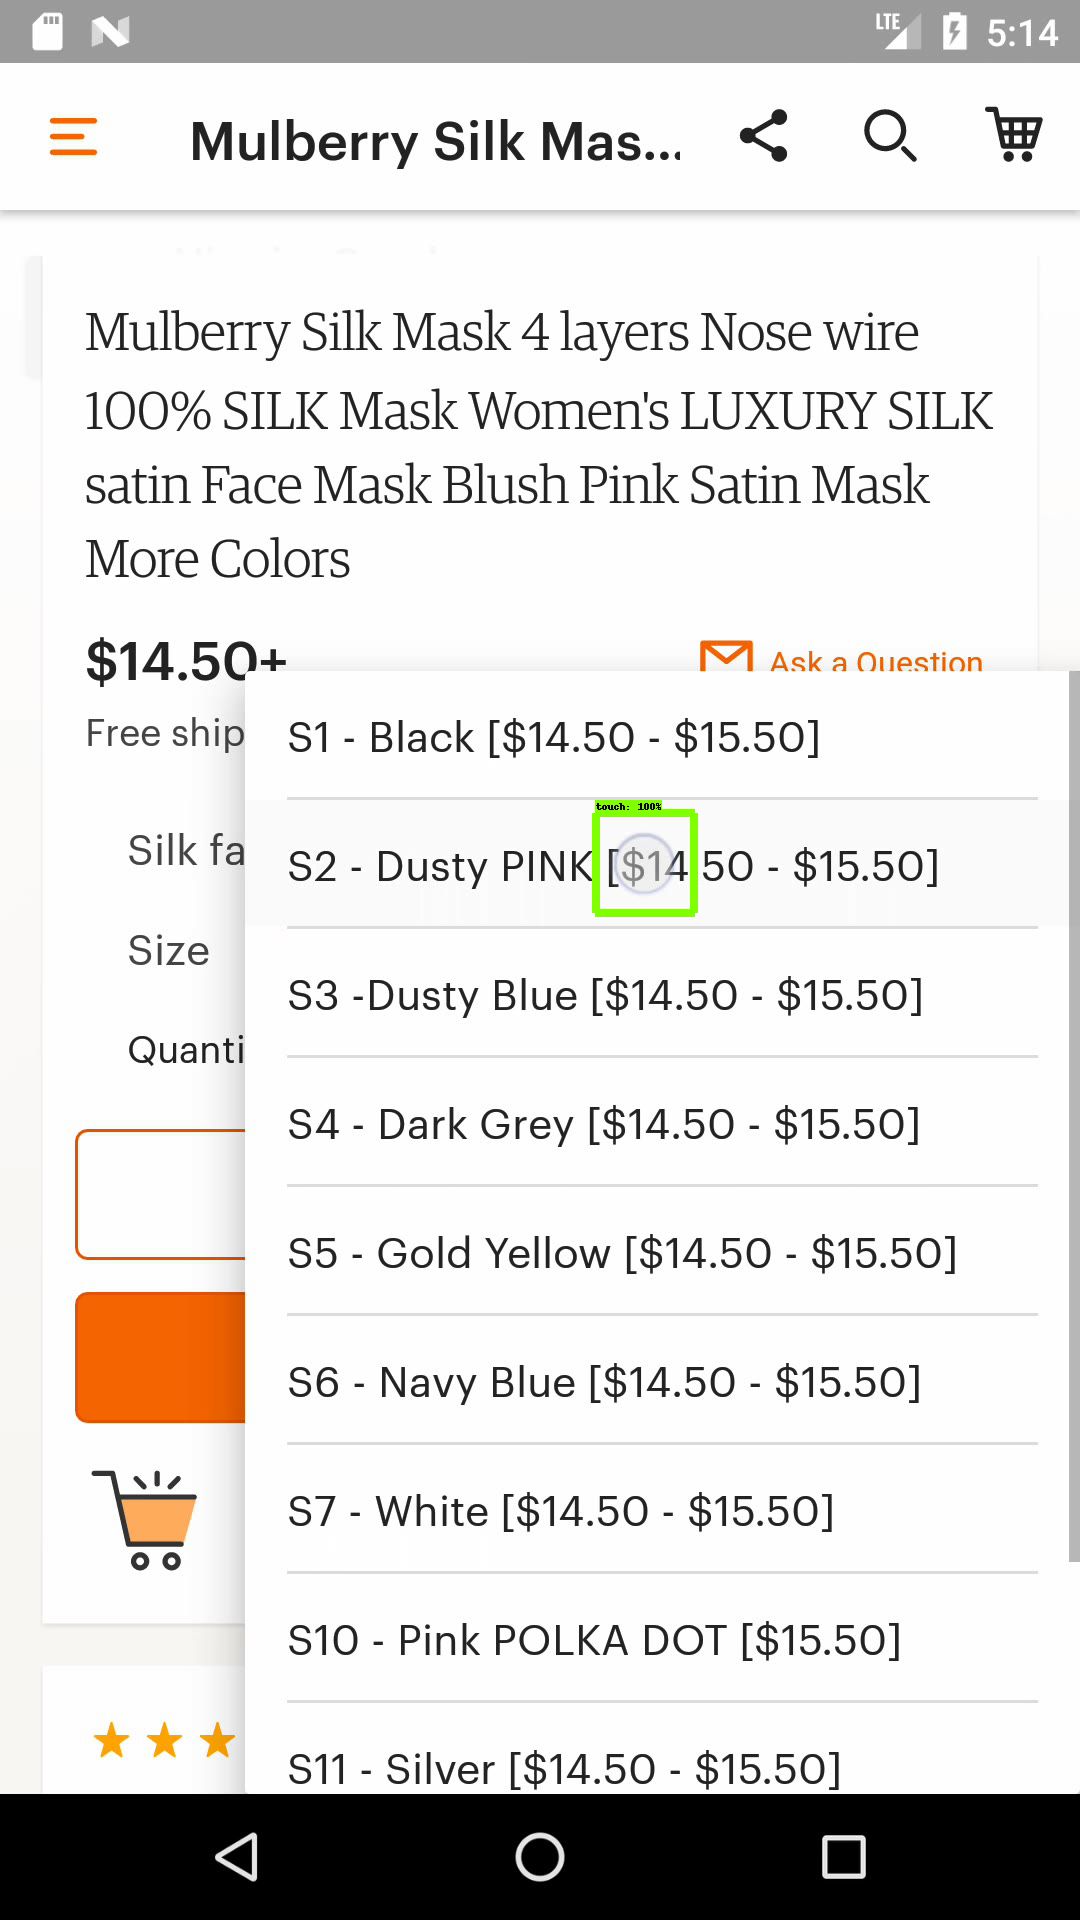 LTE 5:14
Mulberry Silk Mas...
Mulberry Silk Mask 4 layers Nose wire
100% SILK Mask Women's LUXURY SILK
satin Face Mask Blush Pink Satin Mask
More Colors
$14.50+
Ask a Question
Free ship
S1 - Black [$14.50 - $15.50]
touch: 100%
Silk fa
S2 - Dusty PINK [$14.50 - $15.50]
Size
S3 -Dusty Blue [$14.50 - $15.50]
Quanti
S4 - Dark Grey [$14.50 - $15.50]
S5 - Gold Yellow [$14.50 - $15.50]
S6 - Navy Blue [$14.50 - $15.50]
S7 - White [$14.50 - $15.50]
S10 - Pink POLKA DOT [$15.50]
S11 - Silver [$14.50 - $15.50]